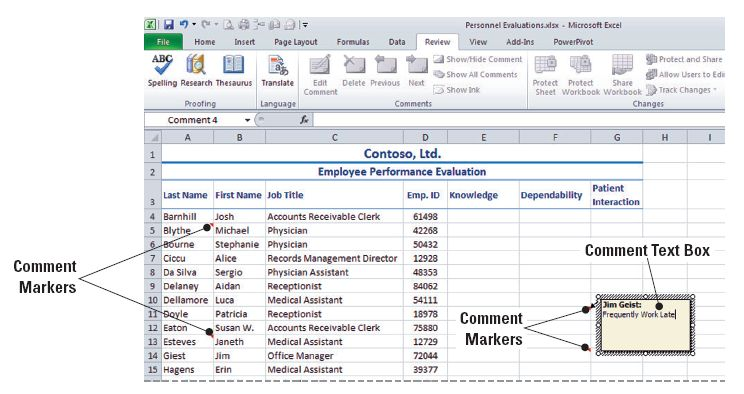 Personnel Evaluations.xlsx - Microsoft Excel
File Home Insert Page Layout Formulas Data Review View Add-Ins PowerPivot
ABC
Spelling Research Thesaurus Translate Edit Comment Delete Previous Next
Show/Hide Comment
Show All Comments
Show Ink
Protect Sheet Protect Workbook Share Workbook
Protect and Share
Allow Users to Edi
Track Changes
Proofing Language Comments Changes
Comment 4 fx
A B C D E F G H I
1 Contoso, Ltd.
2 Employee Performance Evaluation
3 Last Name First Name Job Title Emp. ID Knowledge Dependability Patient Interaction
4 Barnhill Josh Accounts Receivable Clerk 61498
5 Blythe Michael Physician 42268
6 Bourne Stephanie Physician 50432
7 Ciccu Alice Records Management Director 12928
8 Da Silva Sergio Physician Assistant 48353
9 Delaney Aidan Receptionist 84062
10 Dellamore Luca Medical Assistant 54111
11 Doyle Patricia Receptionist 18978
12 Eaton Susan W. Accounts Receivable Clerk 75880
13 Esteves Janeth Medical Assistant 12729
14 Giest Jim Office Manager 72044
15 Hagens Erin Medical Assistant 39377
Comment
Markers
Comment Text Box
Comment
Markers
Jim Geist:
Frequently Work Late